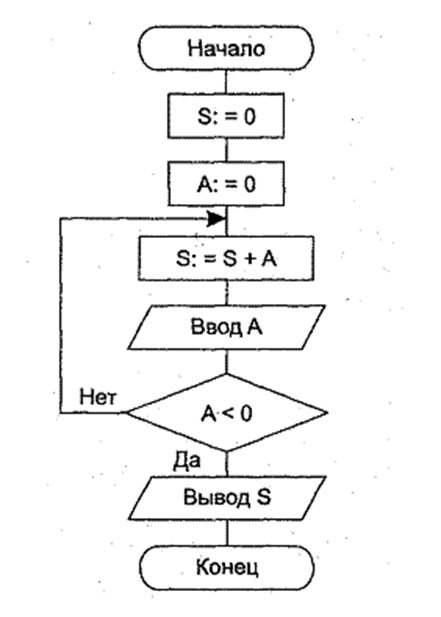 Начало
S: = 0
A: = 0
S: = S + A
Ввод A
A < 0
Нет
Да
Вывод S
Конец